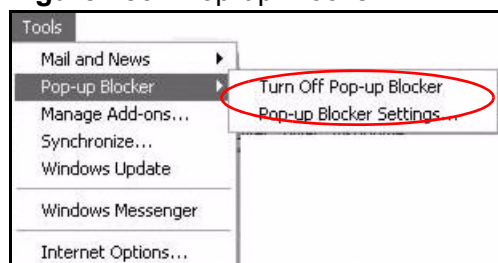 Tools
Mail and News
Pop-up Blocker
Turn Off Pop-up Blocker
Manage Add-ons...
Pop-up Blocker Settings...
Synchronize...
Windows Update
Windows Messenger
Internet Options...